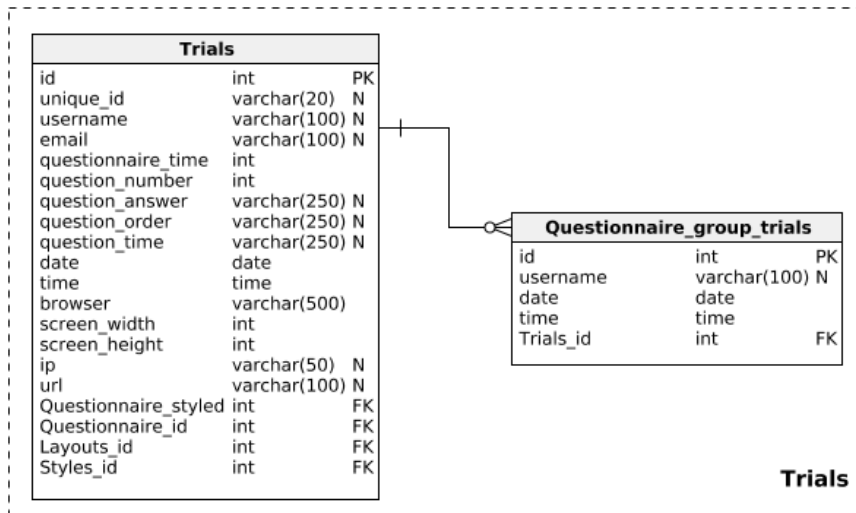 Trials
id int PK
unique_id varchar(20) N
username varchar(100) N
email varchar(100) N
questionnaire_time int
question_number int
question_answer varchar(250) N
question_order varchar(250) N
question_time varchar(250) N
date date
time time
browser varchar(500)
screen_width int
screen_height int
ip varchar(50) N
url varchar(100) N
Questionnaire_styled int FK
Questionnaire_id int FK
Layouts_id int FK
Styles_id int FK
Questionnaire_group_trials
id int PK
username varchar(100) N
date date
time time
Trials_id int FK
Trials